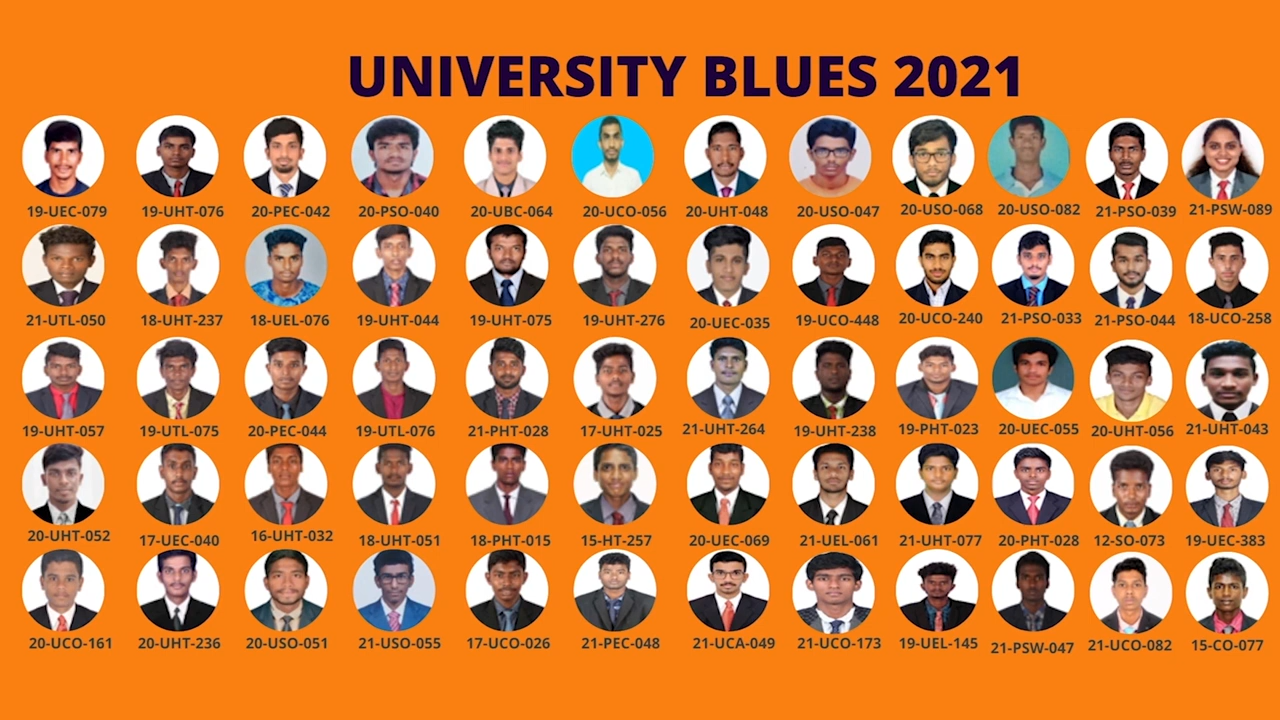 UNIVERSITY BLUES 2021
19-UEC-079 19-UHT-076 20-PEC-042 20-PSO-040 20-UBC-064 20-UCO-056 20-UHT-048 20-USO-047 20-USO-068 20-USO-082 21-PSO-039 21-PSW-089
21-UTL-050 18-UHT-237 18-UEL-076 19-UHT-044 19-UHT-075 19-UHT-276 20-UEC-035 19-UCO-448 20-UCO-240 21-PSO-033 21-PSO-044 18-UCO-258
19-UHT-057 19-UTL-075 20-PEC-044 19-UTL-076 21-PHT-028 17-UHT-025 21-UHT-264 19-UHT-238 19-PHT-023 20-UEC-055 20-UHT-056 21-UHT-043
20-UHT-052 17-UEC-040 16-UHT-032 18-UHT-051 18-PHT-015 15-HT-257 20-UEC-069 21-UEL-061 21-UHT-077 20-PHT-028 12-SO-073 19-UEC-383
20-UCO-161 20-UHT-236 20-USO-051 21-USO-055 17-UCO-026 21-PEC-048 21-UCA-049 21-UCO-173 19-UEL-145 21-PSW-047 21-UCO-082 15-CO-077